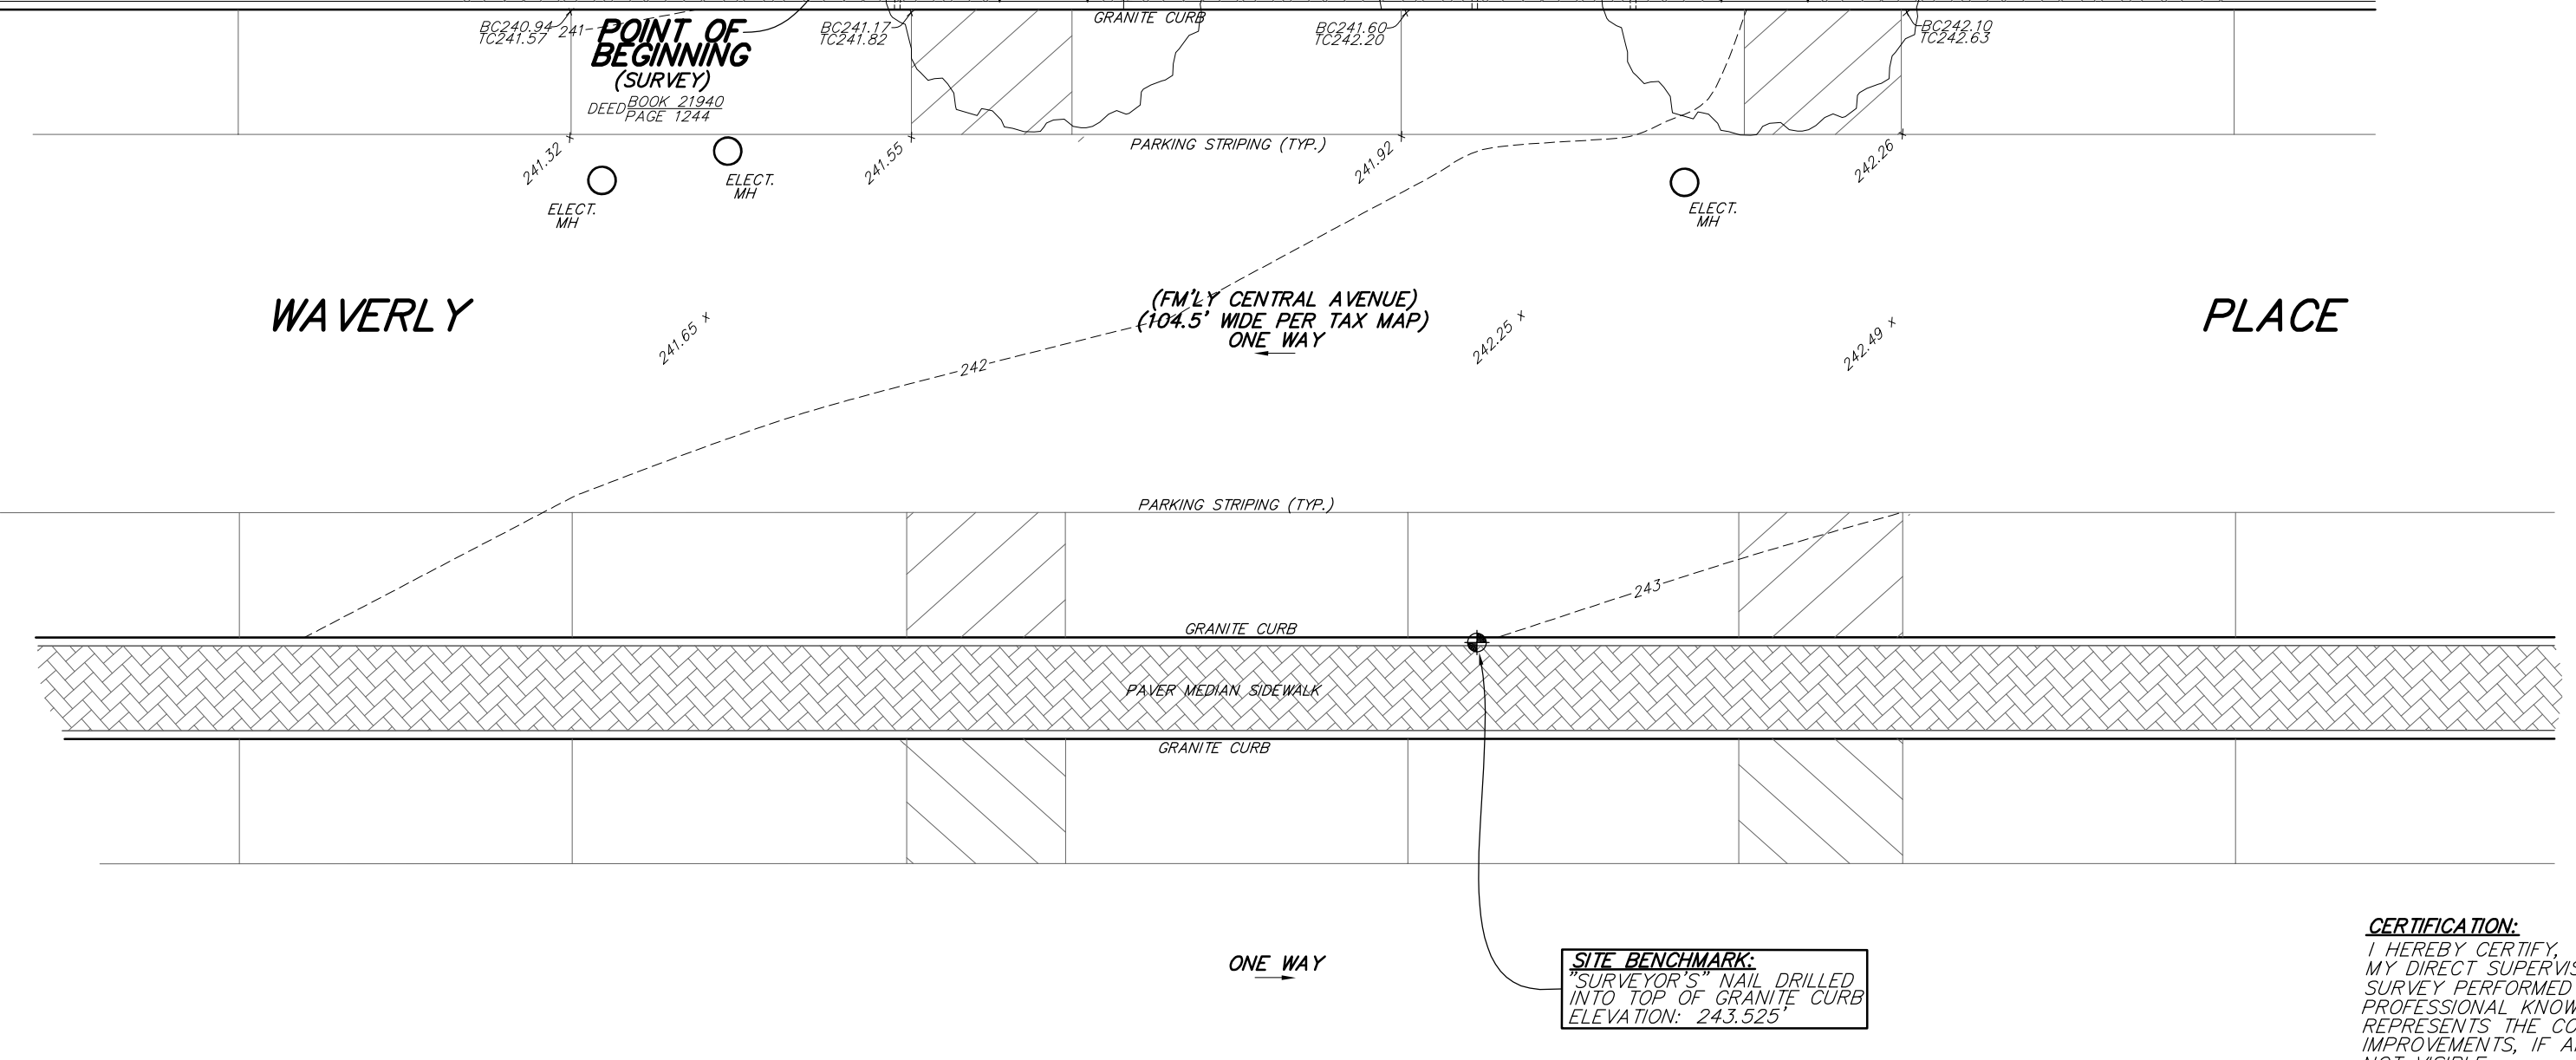 GRANITE CURB
BC240.94
TC241.57
241
POINT OF
BEGINNING
(SURVEY)
DEED BOOK 21940
PAGE 1244
BC241.17
TC241.82
BC241.60
TC242.20
BC242.10
TC242.63
241.32
241.55
PARKING STRIPING (TYP.)
241.92
242.26
ELECT.
MH
ELECT.
MH
ELECT.
MH
WAVERLY
(FM'LY CENTRAL AVENUE)
(104.5' WIDE PER TAX MAP)
ONE WAY
PLACE
241.65 x
242.25 x
242.49 x
242
PARKING STRIPING (TYP.)
243
GRANITE CURB
PAVER MEDIAN SIDEWALK
GRANITE CURB
ONE WAY
SITE BENCHMARK:
"SURVEYOR'S" NAIL DRILLED
INTO TOP OF GRANITE CURB
ELEVATION: 243.525'
CERTIFICATION:
I HEREBY CERTIFY,
MY DIRECT SUPERVIS
SURVEY PERFORMED
PROFESSIONAL KNOW
REPRESENTS THE CO
IMPROVEMENTS, IF A
NOT VISIBLE